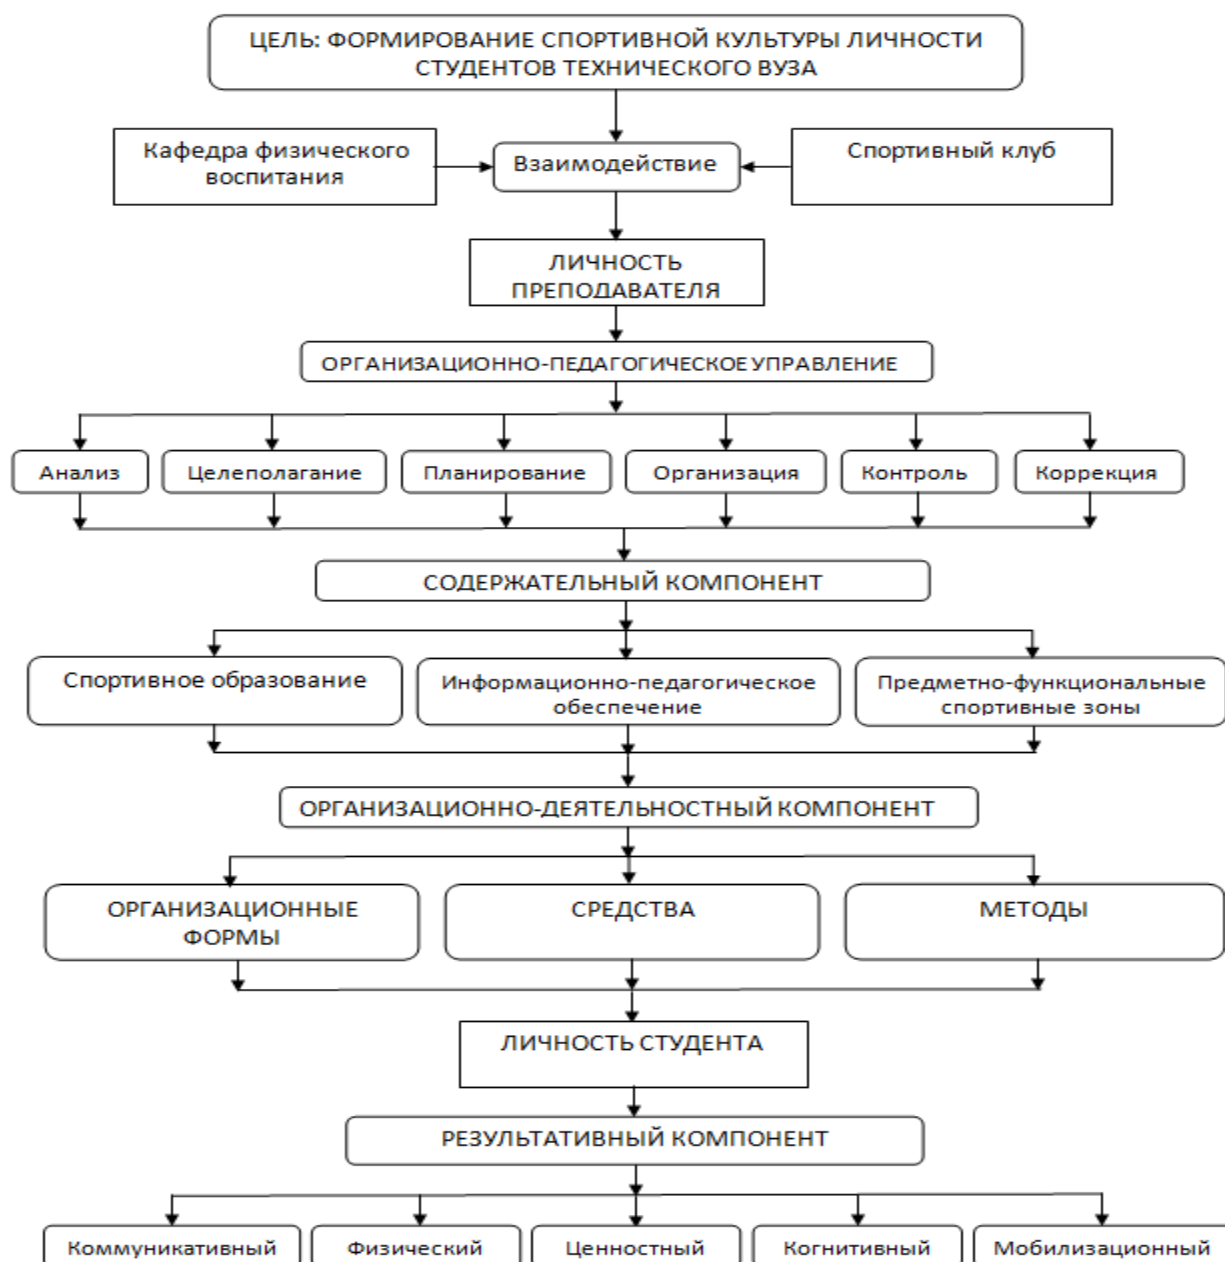 ЦЕЛЬ: ФОРМИРОВАНИЕ СПОРТИВНОЙ КУЛЬТУРЫ ЛИЧНОСТИ
СТУДЕНТОВ ТЕХНИЧЕСКОГО ВУЗА
Кафедра физического
воспитания
Взаимодействие
Спортивный клуб
ЛИЧНОСТЬ
ПРЕПОДАВАТЕЛЯ
ОРГАНИЗАЦИОННО-ПЕДАГОГИЧЕСКОЕ УПРАВЛЕНИЕ
Анализ
Целеполагание
Планирование
Организация
Контроль
Коррекция
СОДЕРЖАТЕЛЬНЫЙ КОМПОНЕНТ
Спортивное образование
Информационно-педагогическое
обеспечение
Предметно-функциональные
спортивные зоны
ОРГАНИЗАЦИОННО-ДЕЯТЕЛЬНОСТНЫЙ КОМПОНЕНТ
ОРГАНИЗАЦИОННЫЕ
ФОРМЫ
СРЕДСТВА
МЕТОДЫ
ЛИЧНОСТЬ СТУДЕНТА
РЕЗУЛЬТАТИВНЫЙ КОМПОНЕНТ
Коммуникативный
Физический
Ценностный
Когнитивный
Мобилизационный